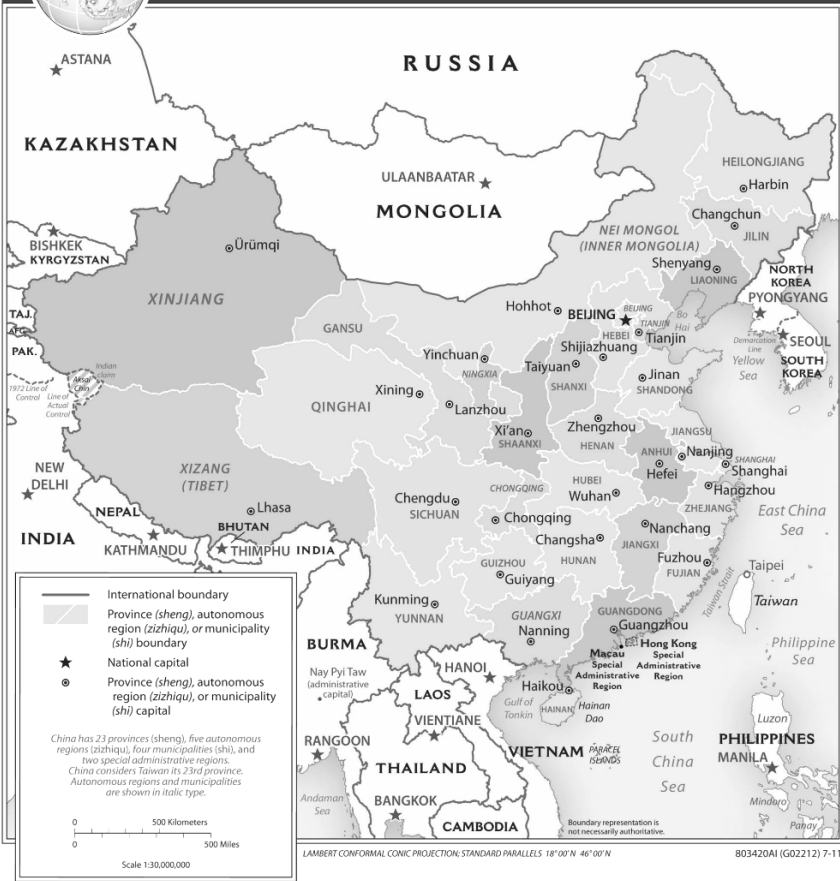 ASTANA
RUSSIA
KAZAKHSTAN
ULAANBAATAR
MONGOLIA
HEILONGJIANG
Harbin
Changchun
JILIN
NEI MONGOL
(INNER MONGOLIA)
Shenyang
LIAONING
BISHKEK
KYRGYZSTAN
Ürümqi
XINJIANG
NORTH
KOREA
PYONGYANG
Hohhot
BEIJING
BEIJING
TIANJIN
Tianjin
HEBEI
Bo
Hai
Demarcation
Line
SEOUL
SOUTH
KOREA
Yellow
Sea
TAJ.
AFG.
PAK.
GANSU
Shijiazhuang
Taiyuan
SHANXI
Jinan
SHANDONG
Yinchuan
NINGXIA
Xining
QINGHAI
Lanzhou
Indian
claim
Aksai
Chin
1972 Line of
Control
Line of
Actual
Control
Xi'an
SHAANXI
Zhengzhou
HENAN
JIANGSU
ANHUI
Nanjing
SHANGHAI
Shanghai
Hefei
NEW
DELHI
XIZANG
(TIBET)
Lhasa
Chengdu
SICHUAN
CHONGQING
Chongqing
HUBEI
Wuhan
Hangzhou
ZHEJIANG
East China
Sea
NEPAL
BHUTAN
INDIA
KATHMANDU
THIMPHU
INDIA
Changsha
HUNAN
Nanchang
JIANGXI
Fuzhou
FUJIAN
Taipei
Taiwan Strait
Taiwan
GUIZHOU
Guiyang
Kunming
YUNNAN
GUANGXI
Nanning
GUANGDONG
Guangzhou
Macau
Special
Administrative
Region
Hong Kong
Special
Administrative
Region
Philippine
Sea
BURMA
Nay Pyi Taw
(administrative
capital)
HANOI
LAOS
VIENTIANE
Haikou
HAINAN
Hainan
Dao
Gulf of
Tonkin
RANGOON
THAILAND
VIETNAM
PARACEL
ISLANDS
South
China
Sea
Luzon
PHILIPPINES
MANILA
Mindoro
Panay
Andaman
Sea
BANGKOK
CAMBODIA
International boundary
Province (sheng), autonomous
region (zizhiqu), or municipality
(shi) boundary
National capital
Province (sheng), autonomous
region (zizhiqu), or municipality
(shi) capital
China has 23 provinces (sheng), five autonomous
regions (zizhiqu), four municipalities (shi), and
two special administrative regions.
China considers Taiwan its 23rd province.
Autonomous regions and municipalities
are shown in italic type.
0 500 Kilometers
0 500 Miles
Scale 1:30,000,000
Boundary representation is
not necessarily authoritative.
LAMBERT CONFORMAL CONIC PROJECTION; STANDARD PARALLELS 18°00'N 46°00'N
803420AI (G02212) 7-11